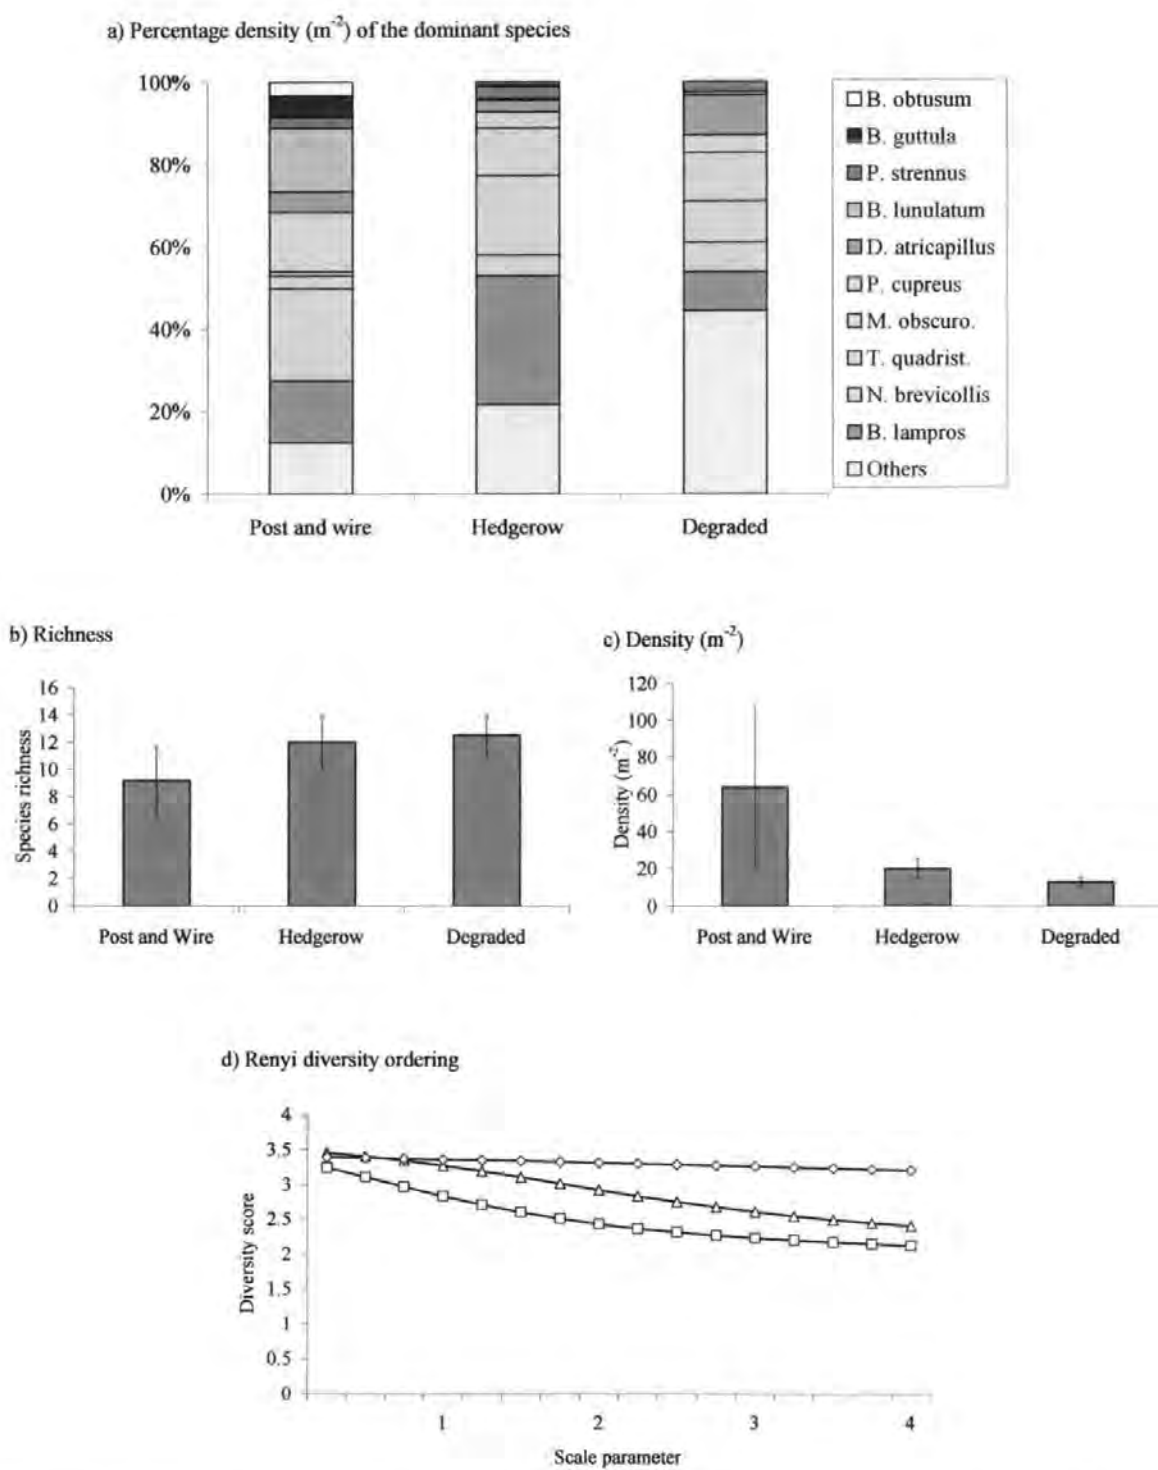 a) Percentage density (m⁻²) of the dominant species
100%
80%
60%
40%
20%
0%
Post and wire
Hedgerow
Degraded
B. obtusum
B. guttula
P. strennus
B. lunulatum
D. atricapillus
P. cupreus
M. obscuro.
T. quadrist.
N. brevicollis
B. lampros
Others
b) Richness
Species richness
16
14
12
10
8
6
4
2
0
Post and Wire
Hedgerow
Degraded
c) Density (m⁻²)
Density (m⁻²)
120
100
80
60
40
20
0
Post and Wire
Hedgerow
Degraded
d) Renyi diversity ordering
Diversity score
4
3.5
3
2.5
2
1.5
1
0.5
0
1
2
3
4
Scale parameter